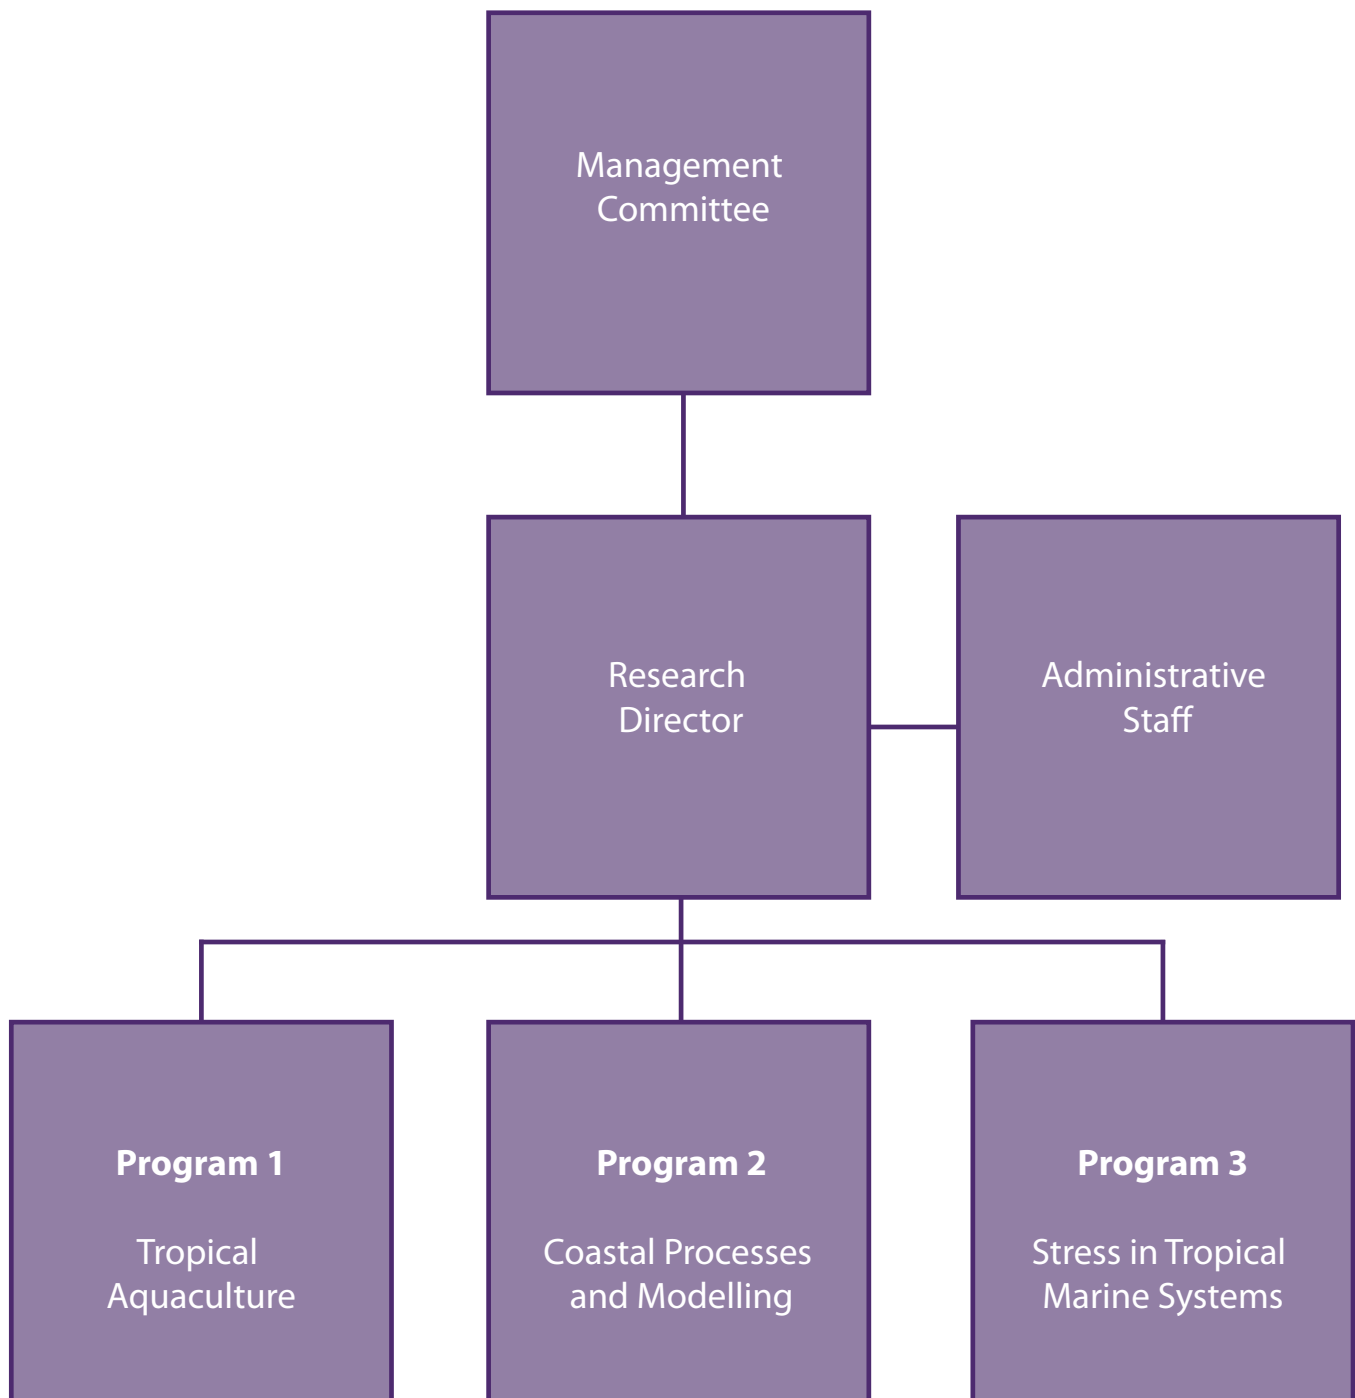 Management
Committee
Research
Director
Administrative
Staff
Program 1
Tropical
Aquaculture
Program 2
Coastal Processes
and Modelling
Program 3
Stress in Tropical
Marine Systems